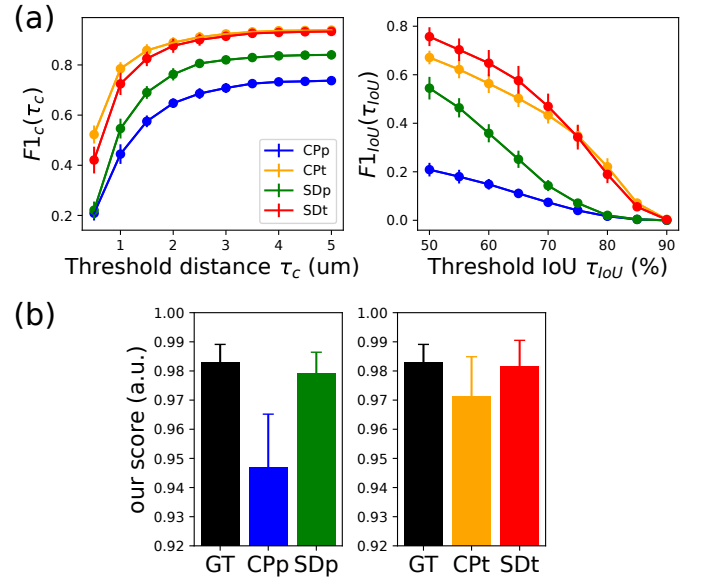 (a)
F1c(τc)
0.8
0.6
0.4
0.2
CPp
CPt
SDp
SDt
1 2 3 4 5
Threshold distance τc (um)
F1IoU(τIoU)
0.8
0.6
0.4
0.2
0.0
50 60 70 80 90
Threshold IoU τIoU (%)
(b)
our score (a.u.)
1.00
0.99
0.98
0.97
0.96
0.95
0.94
0.93
0.92
GT CPp SDp
1.00
0.99
0.98
0.97
0.96
0.95
0.94
0.93
0.92
GT CPt SDt